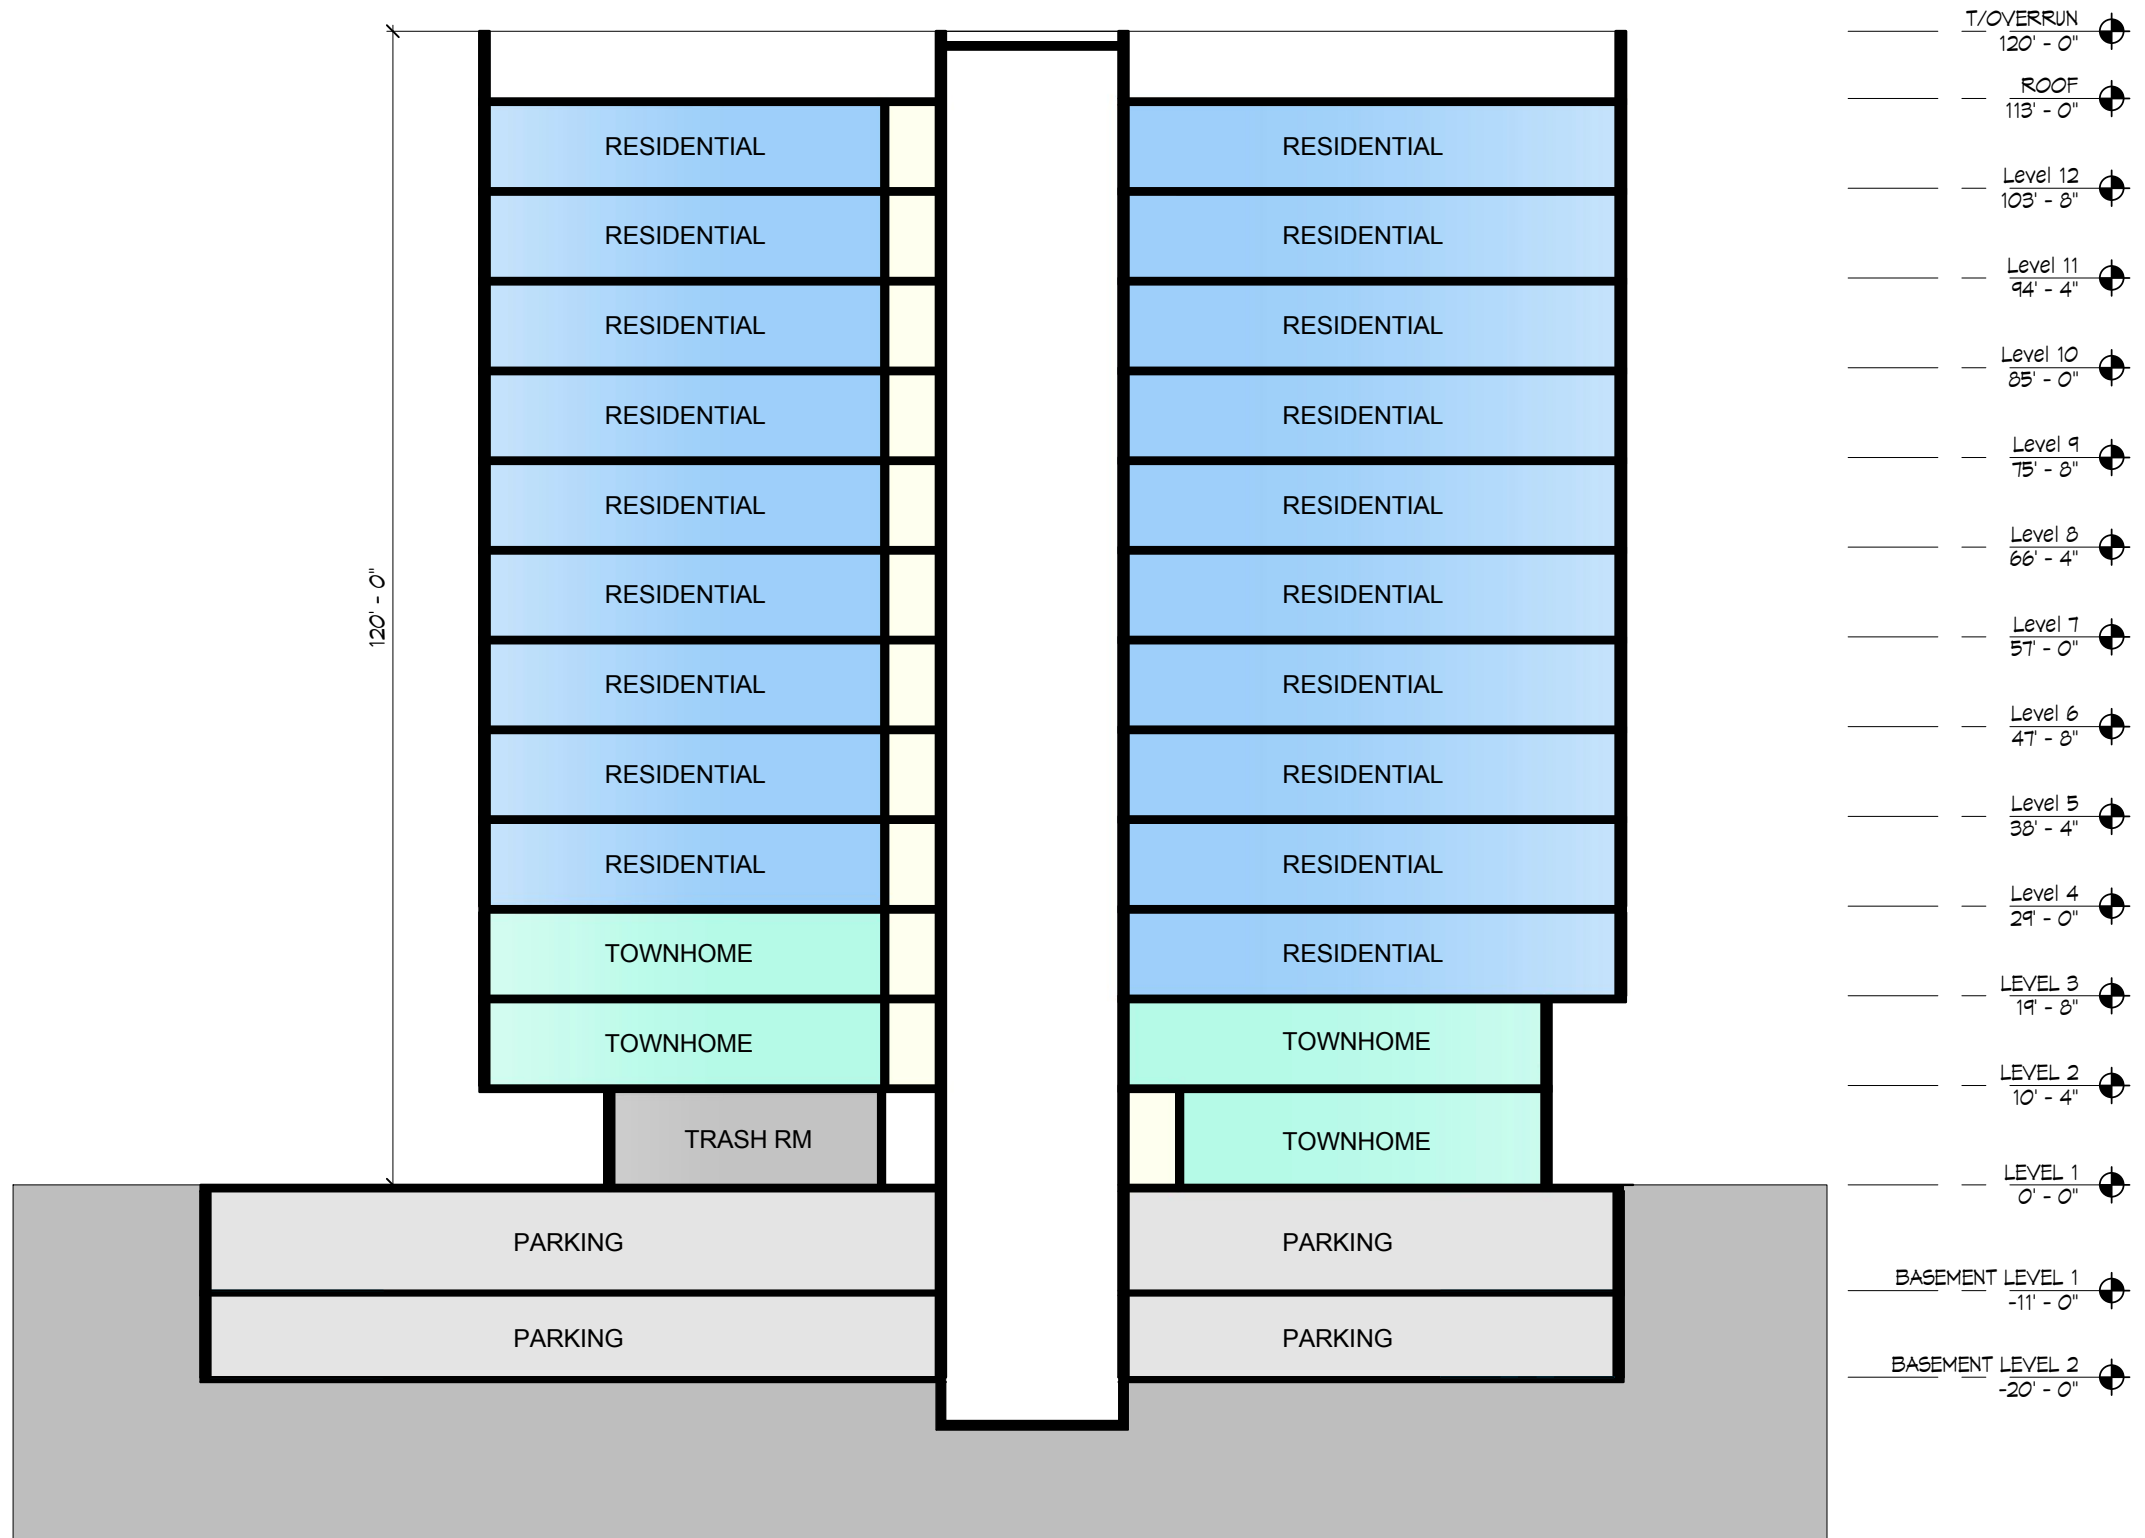 T/OVERRUN
120' - 0"
ROOF
113' - 0"
RESIDENTIAL RESIDENTIAL
Level 12
103' - 8"
RESIDENTIAL RESIDENTIAL
Level 11
94' - 4"
RESIDENTIAL RESIDENTIAL
Level 10
85' - 0"
RESIDENTIAL RESIDENTIAL
Level 9
75' - 8"
RESIDENTIAL RESIDENTIAL
Level 8
66' - 4"
120' - 0"
RESIDENTIAL RESIDENTIAL
Level 7
57' - 0"
RESIDENTIAL RESIDENTIAL
Level 6
47' - 8"
RESIDENTIAL RESIDENTIAL
Level 5
38' - 4"
RESIDENTIAL RESIDENTIAL
Level 4
29' - 0"
TOWNHOME RESIDENTIAL
LEVEL 3
19' - 8"
TOWNHOME TOWNHOME
LEVEL 2
10' - 4"
TRASH RM TOWNHOME
LEVEL 1
0' - 0"
PARKING PARKING
BASEMENT LEVEL 1
-11' - 0"
PARKING PARKING
BASEMENT LEVEL 2
-20' - 0"